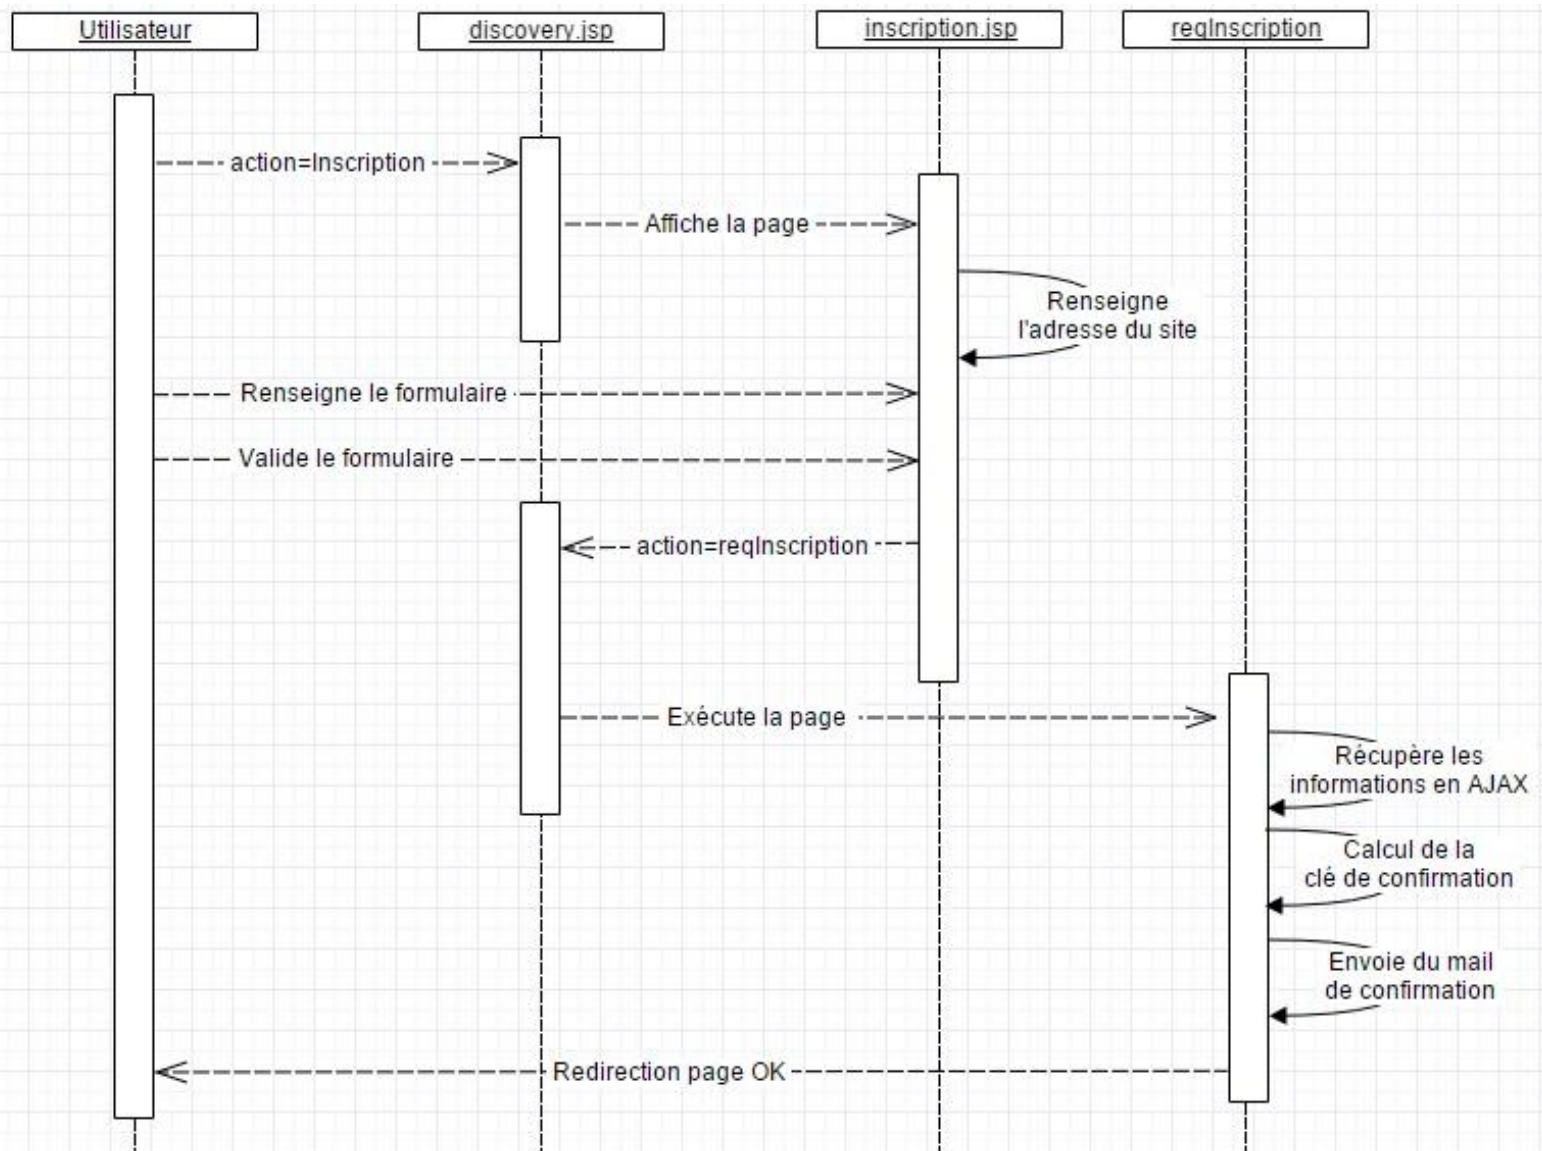 Utilisateur
discovery.jsp
inscription.jsp
reqInscription
action=Inscription
Affiche la page
Renseigne
l'adresse du site
Renseigne le formulaire
Valide le formulaire
action=reqInscription
Exécute la page
Récupère les
informations en AJAX
Calcul de la
clé de confirmation
Envoie du mail
de confirmation
Redirection page OK